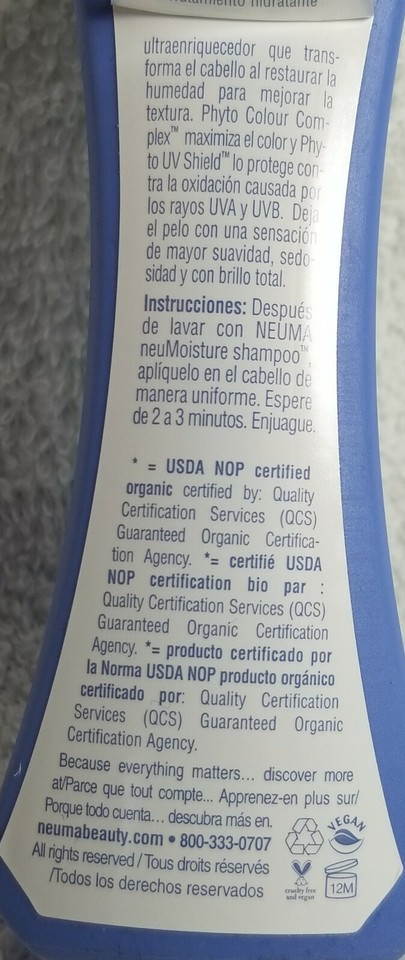 tratamiento hidratante
ultraenriquecedor que trans-
forma el cabello al restaurar la
humedad para mejorar la
textura. Phyto Colour Com-
plex™ maximiza el color y Phy-
to UV Shield™ lo protege con-
tra la oxidación causada por
los rayos UVA y UVB. Deja
el pelo con una sensación
de mayor suavidad, sedo-
sidad y con brillo total.
Instrucciones: Después
de lavar con NEUMA
neuMoisture shampoo™,
aplíquelo en el cabello de
manera uniforme. Espere
de 2 a 3 minutos. Enjuague.
* = USDA NOP certified
organic certified by: Quality
Certification Services (QCS)
Guaranteed Organic Certifica-
tion Agency. *= certifié USDA
NOP certification bio par :
Quality Certification Services (QCS)
Guaranteed Organic Certification
Agency. *= producto certificado por
la Norma USDA NOP producto orgánico
certificado por: Quality Certification
Services (QCS) Guaranteed Organic
Certification Agency.
Because everything matters... discover more
at/Parce que tout compte... Apprenez-en plus sur/
Porque todo cuenta... descubra más en.
neumabeauty.com • 800-333-0707
All rights reserved / Tous droits réservés
/Todos los derechos reservados
VEGAN
cruelty free
and vegan
12M